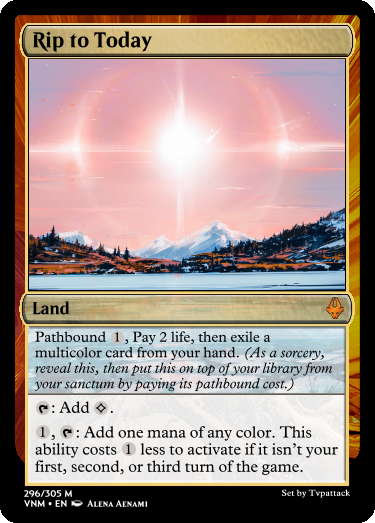 Rip to Today
Land
Pathbound 1, Pay 2 life, then exile a
multicolor card from your hand. (As a sorcery,
reveal this, then put this on top of your library from
your sanctum by paying its pathbound cost.)
: Add .
1, : Add one mana of any color. This
ability costs 1 less to activate if it isn't your
first, second, or third turn of the game.
296/305 M
VNM • EN Alena Aenami
Set by Tvpattack